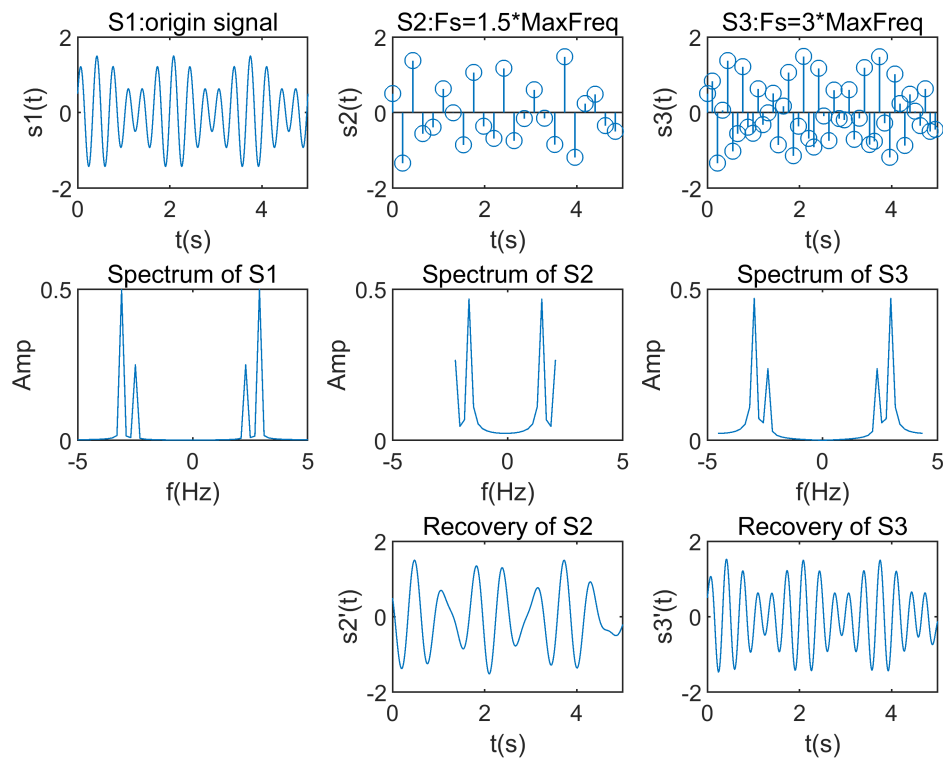 S1:origin signal
2
0
-2
s1(t)
0 2 4
t(s)
S2:Fs=1.5*MaxFreq
2
0
-2
s2(t)
0 2 4
t(s)
S3:Fs=3*MaxFreq
2
0
-2
s3(t)
0 2 4
t(s)
Spectrum of S1
0.5
0
Amp
-5 0 5
f(Hz)
Spectrum of S2
0.5
0
Amp
-5 0 5
f(Hz)
Spectrum of S3
0.5
0
Amp
-5 0 5
f(Hz)
Recovery of S2
2
0
-2
s2'(t)
0 2 4
t(s)
Recovery of S3
2
0
-2
s3'(t)
0 2 4
t(s)